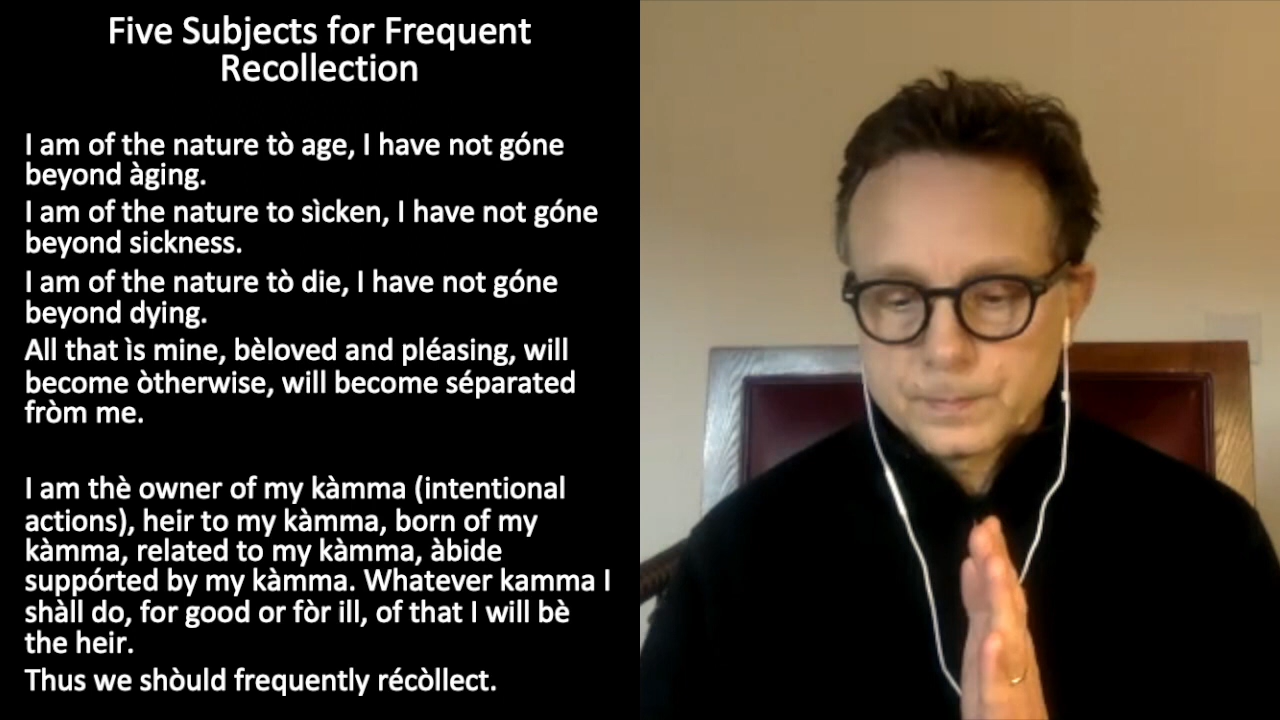 Five Subjects for Frequent
Recollection
I am of the nature tò age, I have not góne
beyond àging.
I am of the nature to sìcken, I have not góne
beyond sickness.
I am of the nature tò die, I have not góne
beyond dying.
All that ìs mine, bèloved and pléasing, will
become òtherwise, will become séparated
fròm me.
I am thè owner of my kàmma (intentional
actions), heir to my kàmma, born of my
kàmma, related to my kàmma, àbide
suppórted by my kàmma. Whatever kamma I
shàll do, for good or fòr ill, of that I will bè
the heir.
Thus we shòuld frequently récòllect.